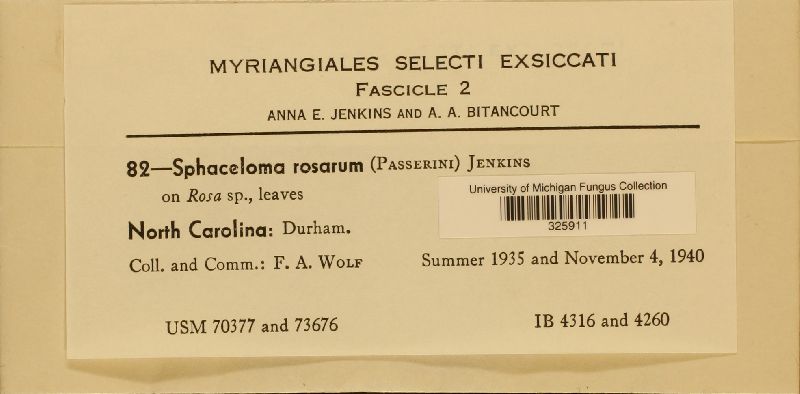 MYRIANGIALES SELECTI EXSICCATI
FASCICLE 2
ANNA E. JENKINS AND A. A. BITANCOURT
82—Sphaceloma rosarum (PASSERINI) JENKINS
on Rosa sp., leaves
University of Michigan Fungus Collection
325911
North Carolina: Durham.
Coll. and Comm.: F. A. WOLF
Summer 1935 and November 4, 1940
USM 70377 and 73676
IB 4316 and 4260